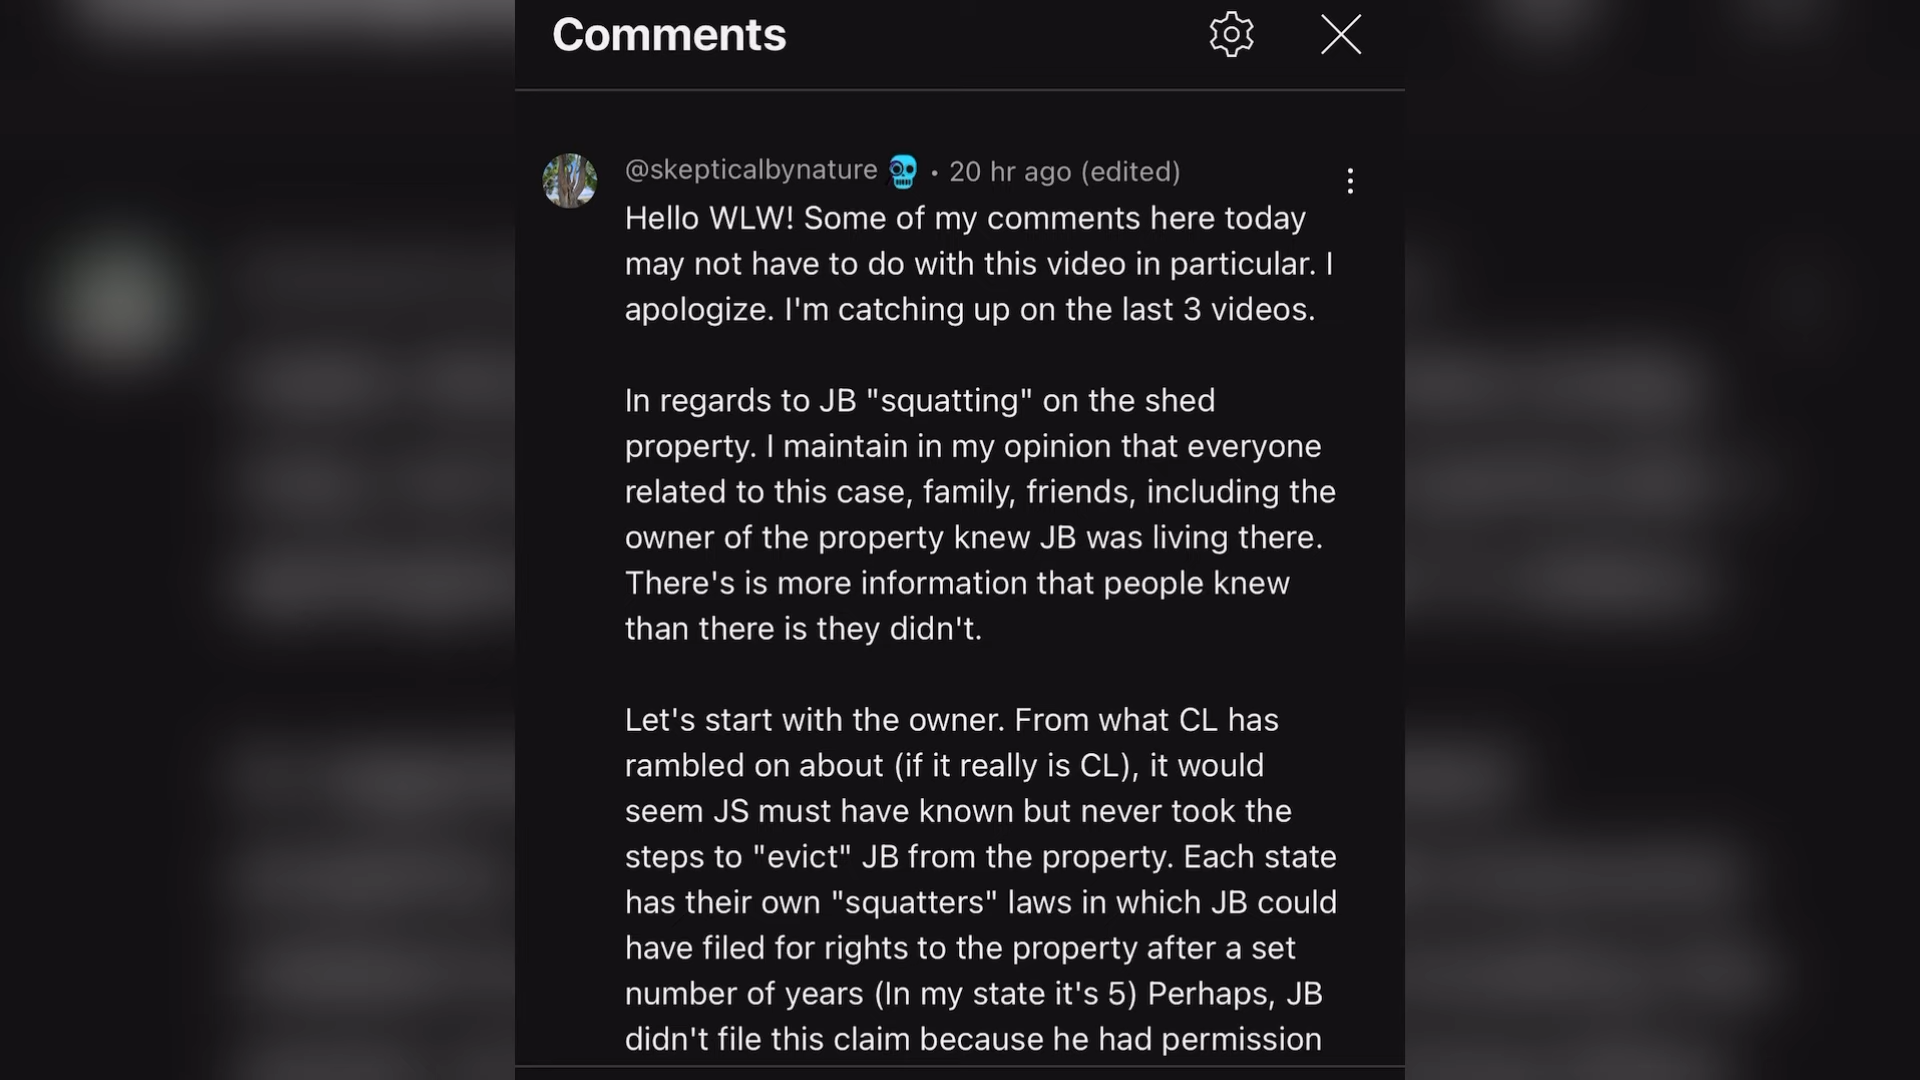 Comments
@skepticalbynature • 20 hr ago (edited)
Hello WLW! Some of my comments here today
may not have to do with this video in particular. I
apologize. I'm catching up on the last 3 videos.
In regards to JB "squatting" on the shed
property. I maintain in my opinion that everyone
related to this case, family, friends, including the
owner of the property knew JB was living there.
There's is more information that people knew
than there is they didn't.
Let's start with the owner. From what CL has
rambled on about (if it really is CL), it would
seem JS must have known but never took the
steps to "evict" JB from the property. Each state
has their own "squatters" laws in which JB could
have filed for rights to the property after a set
number of years (In my state it's 5) Perhaps, JB
didn't file this claim because he had permission